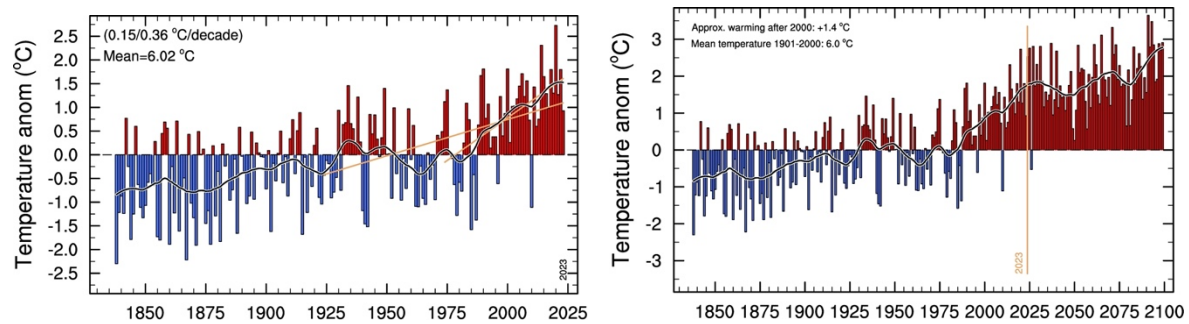 (0.15/0.36 °C/decade)
Mean=6.02 °C
Temperature anom (°C)
2.5
2.0
1.5
1.0
0.5
0.0
-0.5
-1.0
-1.5
-2.0
-2.5
2023
1850 1875 1900 1925 1950 1975 2000 2025
Approx. warming after 2000: +1.4 °C
Mean temperature 1901-2000: 6.0 °C
Temperature anom (°C)
3
2
1
0
-1
-2
-3
2023
1850 1875 1900 1925 1950 1975 2000 2025 2050 2075 2100